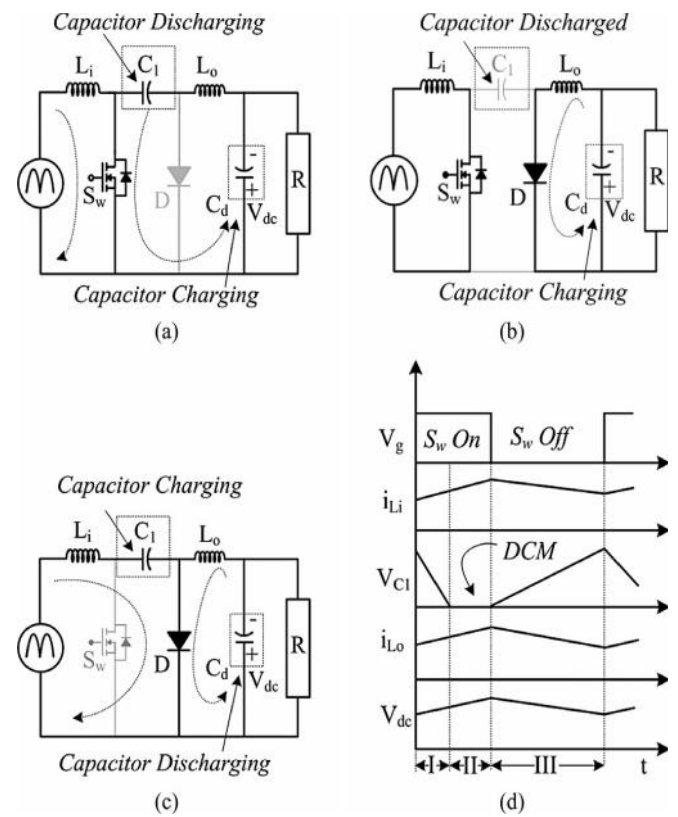 Capacitor Discharging
Li
C1
Lo
Sw
D
-
+
Cd
Vdc
R
Capacitor Charging
(a)
Capacitor Discharged
Li
C1
Lo
Sw
D
-
+
Cd
Vdc
R
Capacitor Charging
(b)
Capacitor Charging
Li
C1
Lo
Sw
D
-
+
Cd
Vdc
R
Capacitor Discharging
(c)
Vg
Sw On
Sw Off
iLi
VC1
DCM
iLo
Vdc
I II III t
(d)